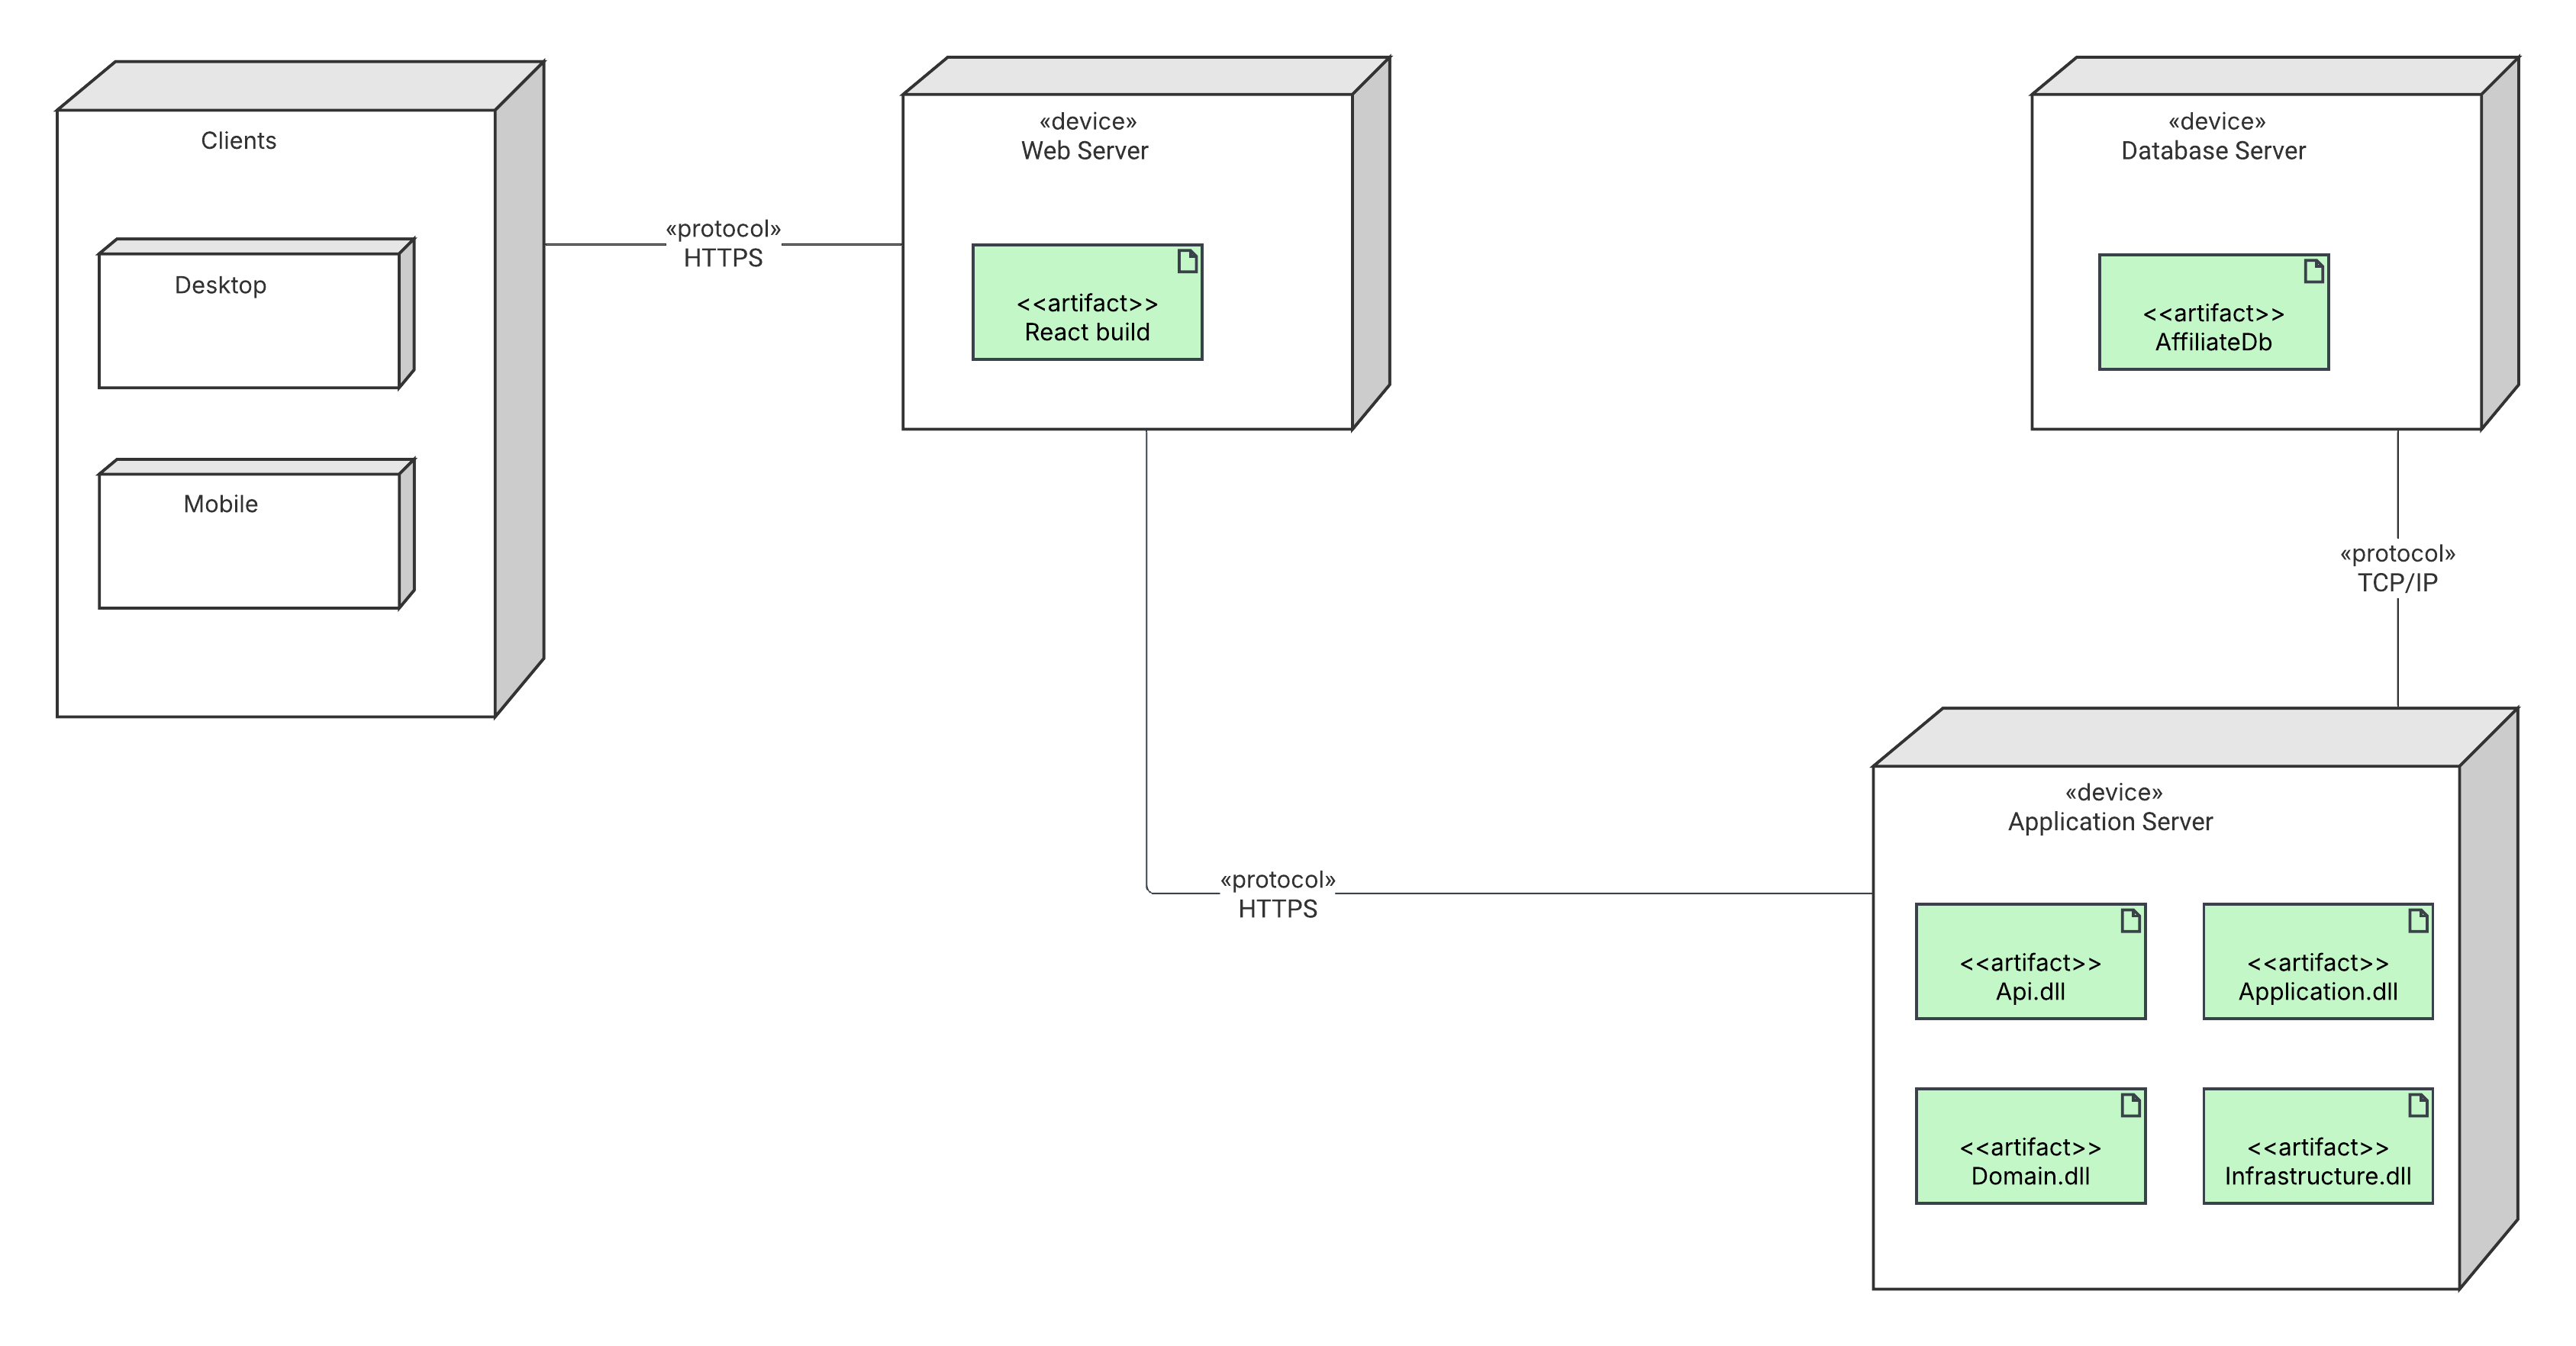 Clients
Desktop
Mobile
«protocol»
HTTPS
«device»
Web Server
<<artifact>>
React build
«device»
Database Server
<<artifact>>
AffiliateDb
«protocol»
TCP/IP
«protocol»
HTTPS
«device»
Application Server
<<artifact>>
Api.dll
<<artifact>>
Application.dll
<<artifact>>
Domain.dll
<<artifact>>
Infrastructure.dll